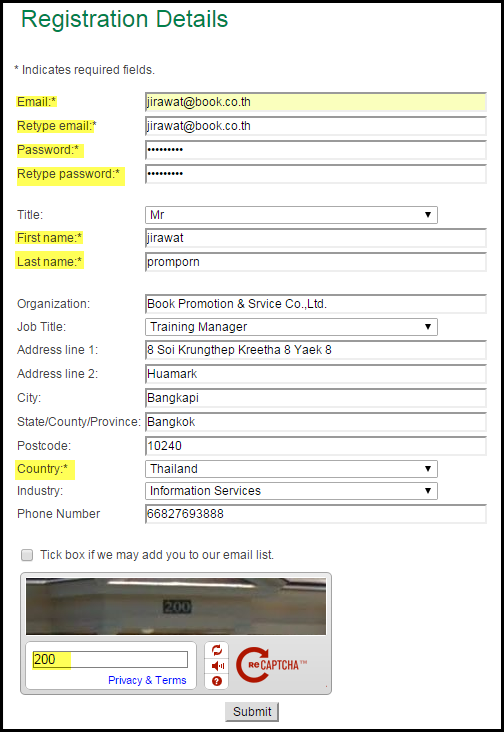 Registration Details
* Indicates required fields.
Email:* jirawat@book.co.th
Retype email:* jirawat@book.co.th
Password:* •••••••••
Retype password:* •••••••••
Title: Mr
First name:* jirawat
Last name:* promporn
Organization: Book Promotion & Srvice Co.,Ltd.
Job Title: Training Manager
Address line 1: 8 Soi Krungthep Kreetha 8 Yaek 8
Address line 2: Huamark
City: Bangkapi
State/County/Province: Bangkok
Postcode: 10240
Country:* Thailand
Industry: Information Services
Phone Number 66827693888
Tick box if we may add you to our email list.
200
200
Privacy & Terms
reCAPTCHA™
Submit